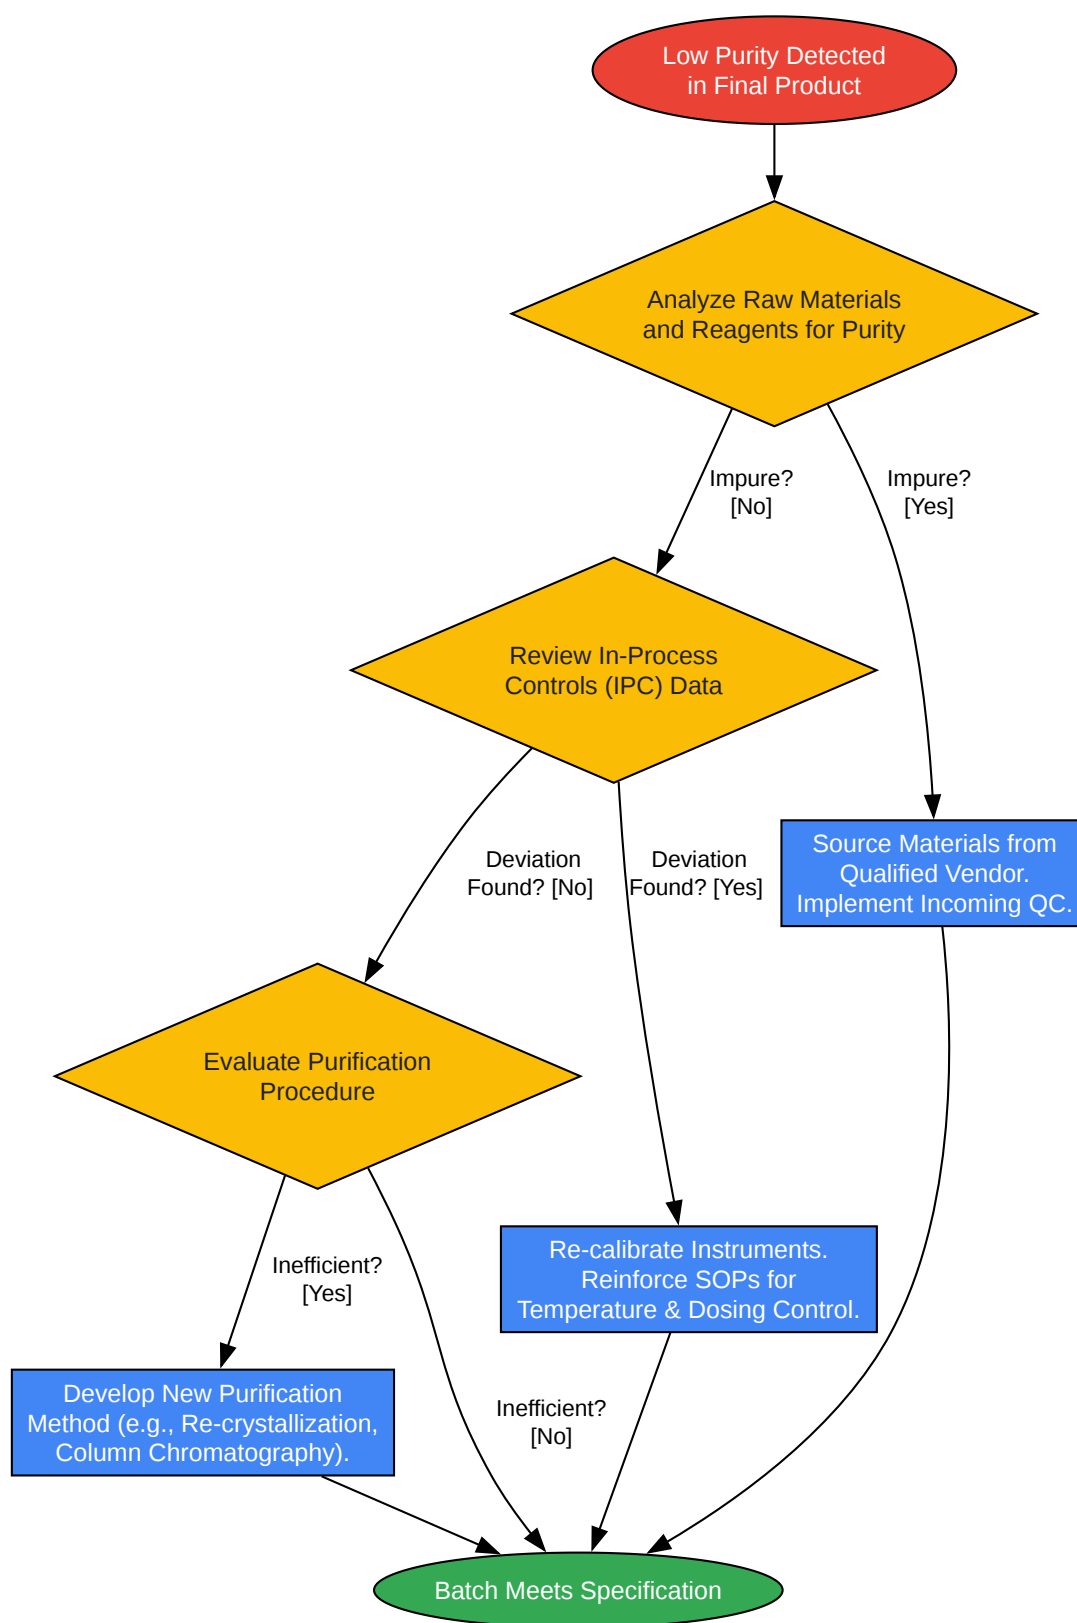 Low Purity Detected
in Final Product
Analyze Raw Materials
and Reagents for Purity
Impure?
[No]
Impure?
[Yes]
Review In-Process
Controls (IPC) Data
Deviation
Found? [No]
Deviation
Found? [Yes]
Source Materials from
Qualified Vendor.
Implement Incoming QC.
Evaluate Purification
Procedure
Inefficient?
[Yes]
Re-calibrate Instruments.
Reinforce SOPs for
Temperature & Dosing Control.
Develop New Purification
Method (e.g., Re-crystallization,
Column Chromatography).
Inefficient?
[No]
Batch Meets Specification